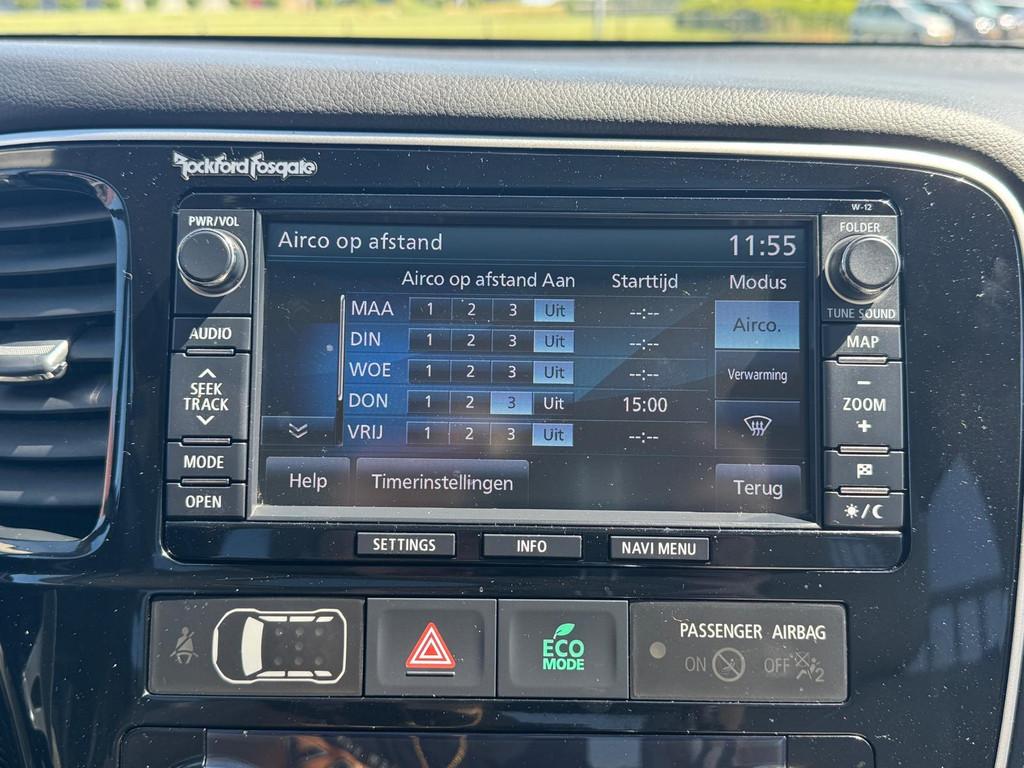 Rockford Fosgate
W-12
PWR/VOL
FOLDER
Airco op afstand 11:55
Airco op afstand Aan Starttijd Modus
MAA 1 2 3 Uit --:--
DIN 1 2 3 Uit --:--
WOE 1 2 3 Uit --:--
DON 1 2 3 Uit 15:00
VRIJ 1 2 3 Uit --:--
Airco.
Verwarming
Help Timerinstellingen Terug
AUDIO
SEEK
TRACK
MODE
OPEN
TUNE SOUND
MAP
−
ZOOM
+
SETTINGS INFO NAVI MENU
ECO
MODE
PASSENGER AIRBAG
ON OFF 2